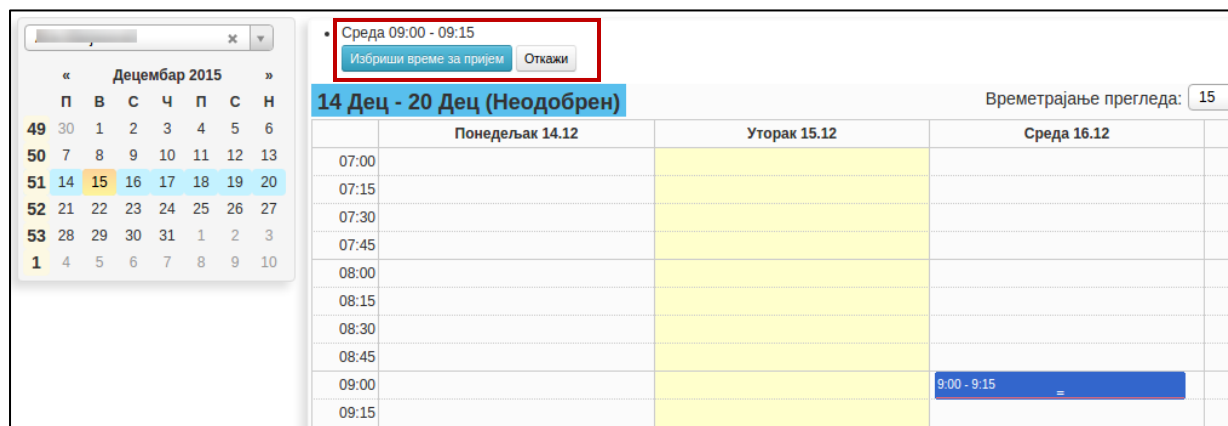 Децембар 2015
« »
П В С Ч П С Н
49 30 1 2 3 4 5 6
50 7 8 9 10 11 12 13
51 14 15 16 17 18 19 20
52 21 22 23 24 25 26 27
53 28 29 30 31 1 2 3
1 4 5 6 7 8 9 10
Среда 09:00 - 09:15
Избриши време за пријем Откажи
14 Дец - 20 Дец (Неодобрен) Времетрајање прегледа: 15
Понедељак 14.12 Уторак 15.12 Среда 16.12
07:00
07:15
07:30
07:45
08:00
08:15
08:30
08:45
09:00 9:00 - 9:15
09:15